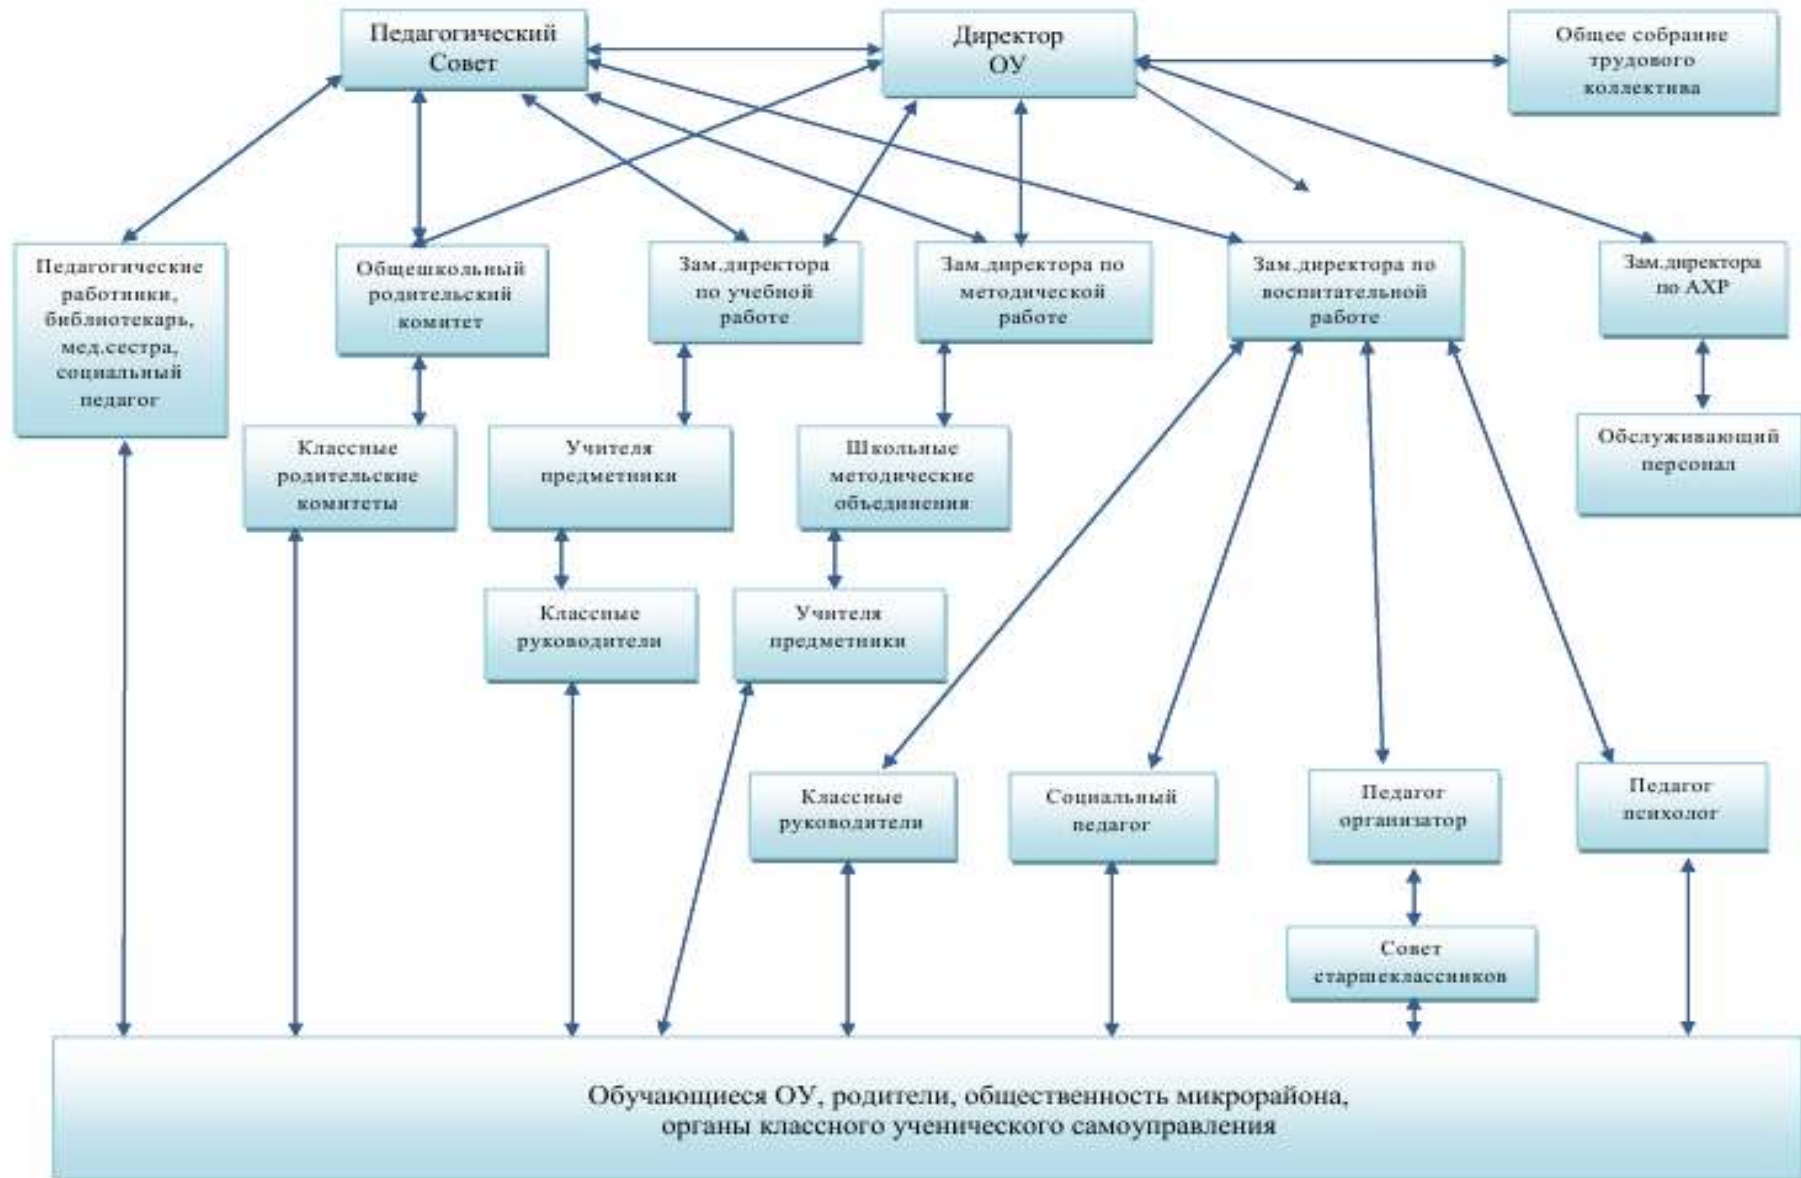 Педагогический
Совет
Директор
ОУ
Общее собрание
трудового
коллектива
Педагогические
работники,
библиотекарь,
мед.сестра,
социальный
педагог
Общешкольный
родительский
комитет
Зам.директора
по учебной
работе
Зам.директора по
методической
работе
Зам.директора по
воспитательной
работе
Зам.директора
по АХР
Классные
родительские
комитеты
Учителя
предметники
Школьные
методические
объединения
Обслуживающий
персонал
Классные
руководители
Учителя
предметники
Классные
руководители
Социальный
педагог
Педагог
организатор
Педагог
психолог
Совет
старшеклассников
Обучающиеся ОУ, родители, общественность микрорайона,
органы классного ученического самоуправления